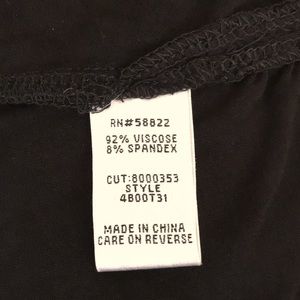 RN#58822
92% VISCOSE
8% SPANDEX
CUT:8000353
STYLE
4B00T31
MADE IN CHINA
CARE ON REVERSE